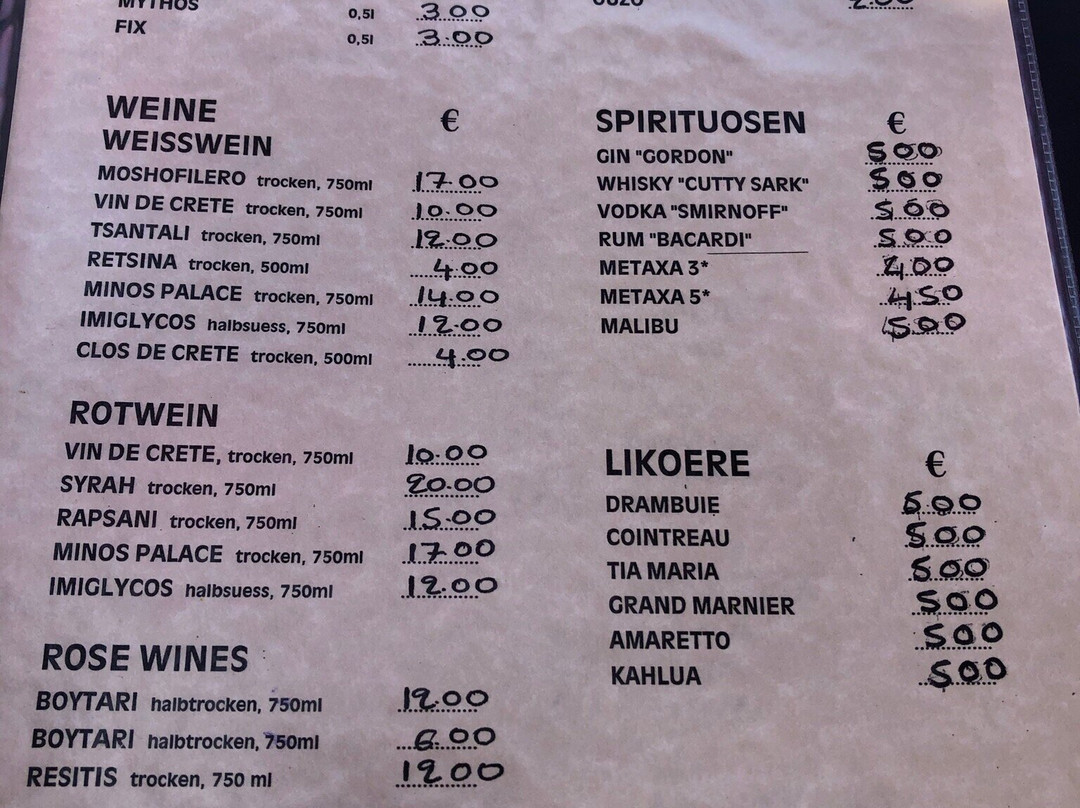 MYTHOS 0,5l 3.00
FIX 0,5l 3.00
WEINE €
WEISSWEIN
MOSHOFILERO trocken, 750ml 17.00
VIN DE CRETE trocken, 750ml 10.00
TSANTALI trocken, 750ml 12.00
RETSINA trocken, 500ml 4.00
MINOS PALACE trocken, 750ml 14.00
IMIGLYCOS halbsuess, 750ml 12.00
CLOS DE CRETE trocken, 500ml 4.00
ROTWEIN
VIN DE CRETE, trocken, 750ml 10.00
SYRAH trocken, 750ml 20.00
RAPSANI trocken, 750ml 15.00
MINOS PALACE trocken, 750ml 17.00
IMIGLYCOS halbsuess, 750ml 12.00
ROSE WINES
BOYTARI halbtrocken, 750ml 12.00
BOYTARI halbtrocken, 750ml 6.00
RESITIS trocken, 750 ml 12.00
OUZO 2.00
SPIRITUOSEN €
GIN "GORDON" 5.00
WHISKY "CUTTY SARK" 5.00
VODKA "SMIRNOFF" 5.00
RUM "BACARDI" 5.00
METAXA 3* 4.00
METAXA 5* 4.50
MALIBU 5.00
LIKOERE €
DRAMBUIE 5.00
COINTREAU 5.00
TIA MARIA 5.00
GRAND MARNIER 5.00
AMARETTO 5.00
KAHLUA 5.00